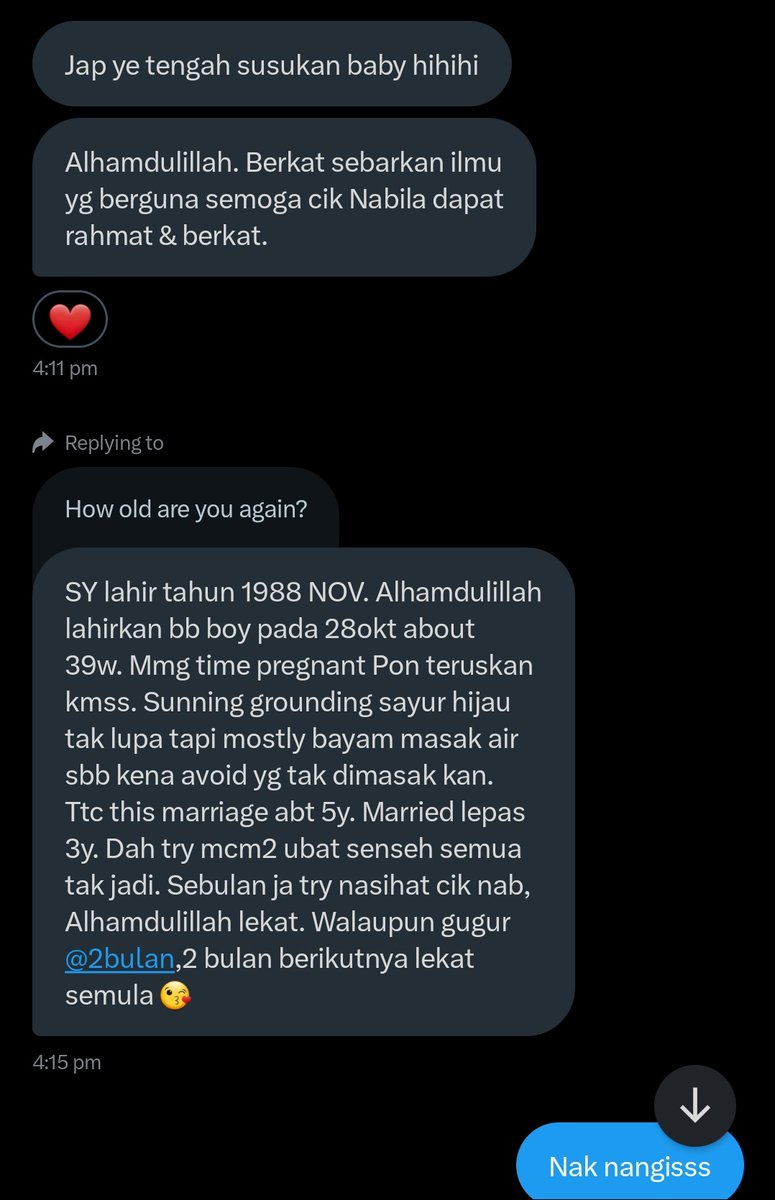 Jap ye tengah susukan baby hihihi
Alhamdulillah. Berkat sebarkan ilmu
yg berguna semoga cik Nabila dapat
rahmat & berkat.
❤️
4:11 pm
Replying to
How old are you again?
SY lahir tahun 1988 NOV. Alhamdulillah
lahirkan bb boy pada 28okt about
39w. Mmg time pregnant Pon teruskan
kmss. Sunning grounding sayur hijau
tak lupa tapi mostly bayam masak air
sbb kena avoid yg tak dimasak kan.
Ttc this marriage abt 5y. Married lepas
3y. Dah try mcm2 ubat senseh semua
tak jadi. Sebulan ja try nasihat cik nab,
Alhamdulillah lekat. Walaupun gugur
@2bulan,2 bulan berikutnya lekat
semula 😘
4:15 pm
Nak nangisss